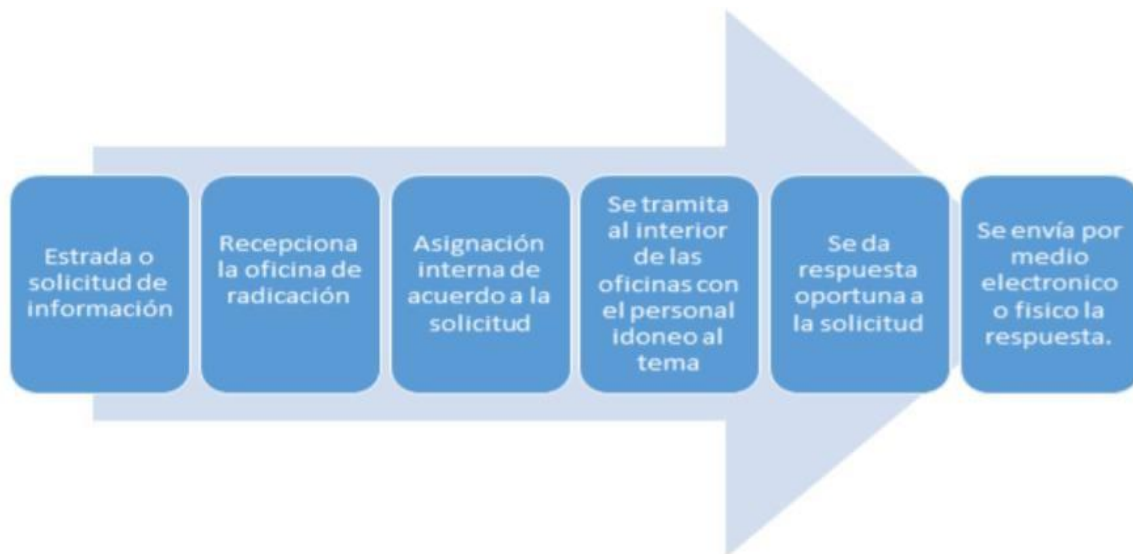 Estrada o
solicitud de
información
Recepciona
la oficina de
radicación
Asignación
interna de
acuerdo a la
solicitud
Se tramita
al interior
de las
oficinas con
el personal
idoneo al
tema
Se da
respuesta
oportuna a
la solicitud
Se envía por
medio
electronico
o fisico la
respuesta.